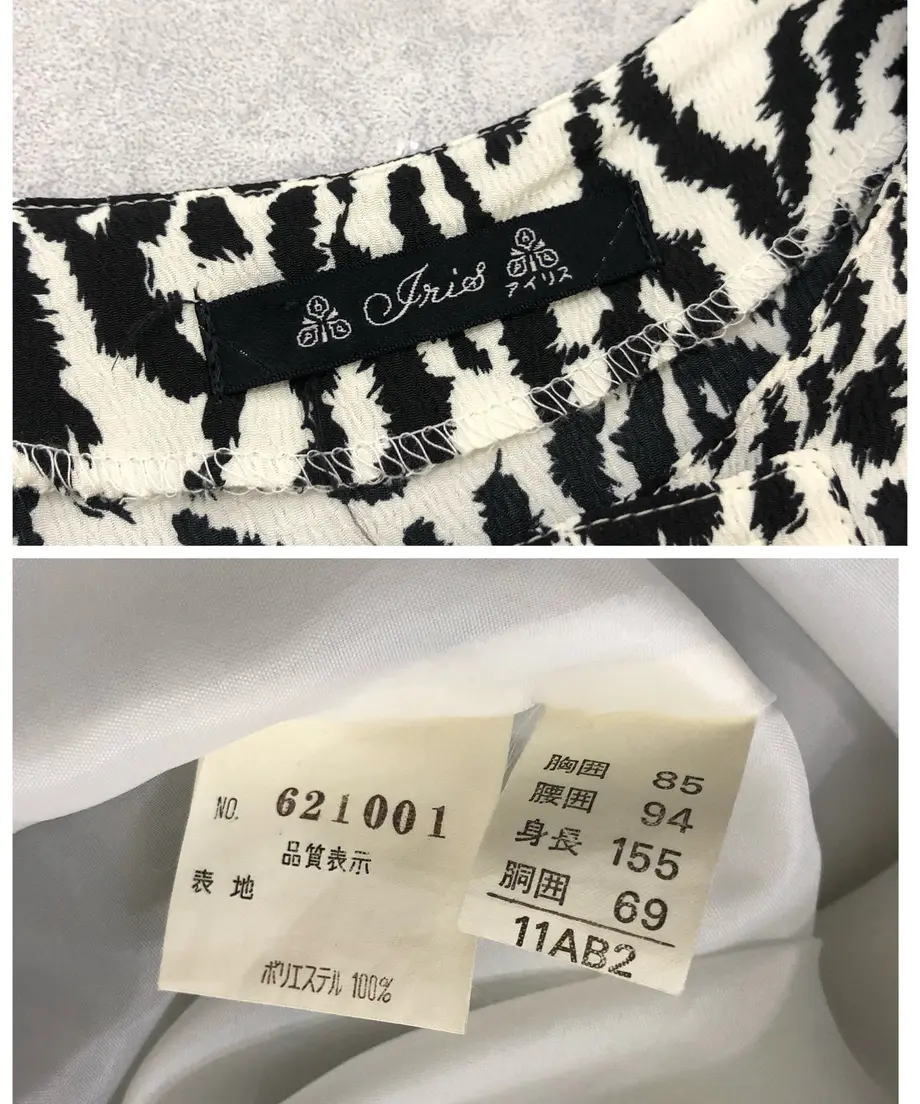 Iris
アイリス
NO. 621001
品質表示
表地
ポリエステル 100%
胸囲 85
腰囲 94
身長 155
胴囲 69
11AB2